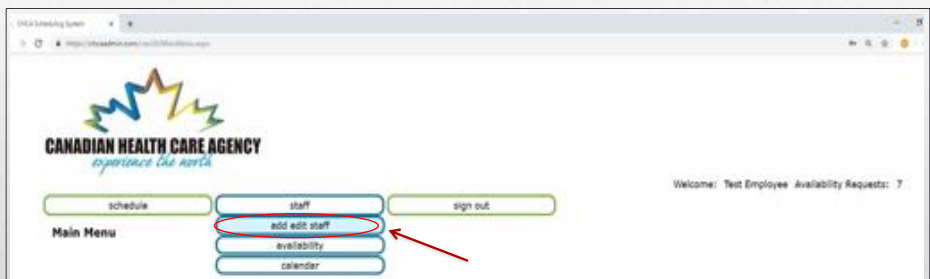 CHCA Scheduling System
CANADIAN HEALTH CARE AGENCY
experience the north
Welcome: Test Employee Availability Requests: 7
schedule staff sign out
Main Menu add edit staff
availability
calendar